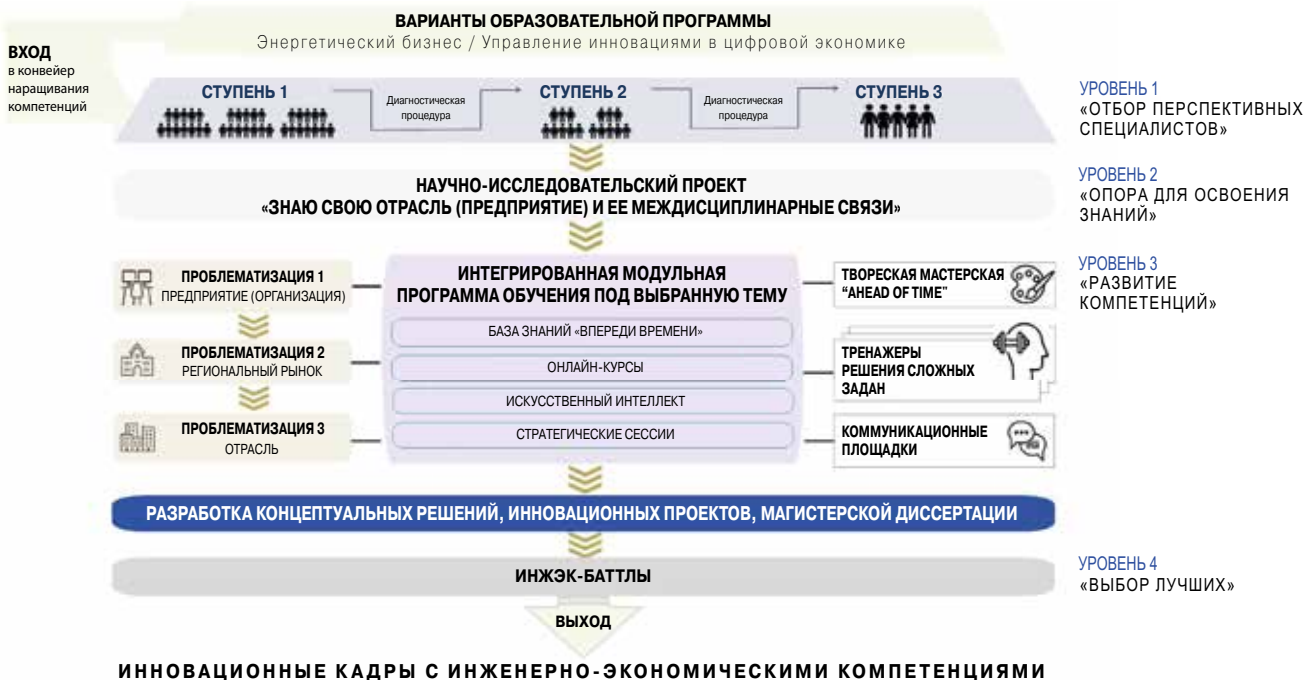 ВАРИАНТЫ ОБРАЗОВАТЕЛЬНОЙ ПРОГРАММЫ
Энергетический бизнес / Управление инновациями в цифровой экономике
ВХОД
в конвейер
наращивания
компетенций
СТУПЕНЬ 1
Диагностическая
процедура
СТУПЕНЬ 2
Диагностическая
процедура
СТУПЕНЬ 3
УРОВЕНЬ 1
«ОТБОР ПЕРСПЕКТИВНЫХ
СПЕЦИАЛИСТОВ»
НАУЧНО-ИССЛЕДОВАТЕЛЬСКИЙ ПРОЕКТ
«ЗНАЮ СВОЮ ОТРАСЛЬ (ПРЕДПРИЯТИЕ) И ЕЕ МЕЖДИСЦИПЛИНАРНЫЕ СВЯЗИ»
УРОВЕНЬ 2
«ОПОРА ДЛЯ ОСВОЕНИЯ
ЗНАНИЙ»
ПРОБЛЕМАТИЗАЦИЯ 1
ПРЕДПРИЯТИЕ (ОРГАНИЗАЦИЯ)
ПРОБЛЕМАТИЗАЦИЯ 2
РЕГИОНАЛЬНЫЙ РЫНОК
ПРОБЛЕМАТИЗАЦИЯ 3
ОТРАСЛЬ
ИНТЕГРИРОВАННАЯ МОДУЛЬНАЯ
ПРОГРАММА ОБУЧЕНИЯ ПОД ВЫБРАННУЮ ТЕМУ
БАЗА ЗНАНИЙ «ВПЕРЕДИ ВРЕМЕНИ»
ОНЛАЙН-КУРСЫ
ИСКУССТВЕННЫЙ ИНТЕЛЛЕКТ
СТРАТЕГИЧЕСКИЕ СЕССИИ
ТВОРЕСКАЯ МАСТЕРСКАЯ
“AHEAD OF TIME”
ТРЕНАЖЕРЫ
РЕШЕНИЯ СЛОЖНЫХ
ЗАДАН
КОММУНИКАЦИОННЫЕ
ПЛОЩАДКИ
УРОВЕНЬ 3
«РАЗВИТИЕ
КОМПЕТЕНЦИЙ»
РАЗРАБОТКА КОНЦЕПТУАЛЬНЫХ РЕШЕНИЙ, ИННОВАЦИОННЫХ ПРОЕКТОВ, МАГИСТЕРСКОЙ ДИССЕРТАЦИИ
ИНЖЭК-БАТТЛЫ
УРОВЕНЬ 4
«ВЫБОР ЛУЧШИХ»
ВЫХОД
ИННОВАЦИОННЫЕ КАДРЫ С ИНЖЕНЕРНО-ЭКОНОМИЧЕСКИМИ КОМПЕТЕНЦИЯМИ